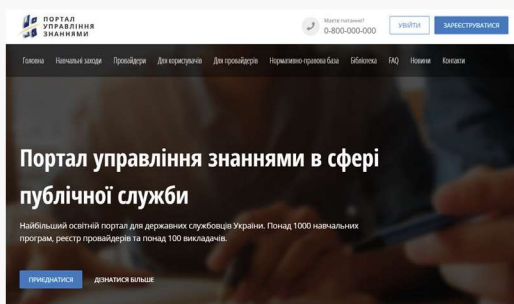 ПОРТАЛ
УПРАВЛІННЯ
ЗНАННЯМИ
Маєте питання?
0-800-000-000
УВІЙТИ
ЗАРЕЄСТРУВАТИСЯ
Головна Навчальні заходи Провайдери Для користувачів Для провайдерів Нормативно-правова база Бібліотека FAQ Новини Контакти
Портал управління знаннями в сфері
публічної служби
Найбільший освітній портал для державних службовців України. Понад 1000 навчальних
програм, реєстр провайдерів та понад 100 викладачів.
ПРИЄДНАТИСЯ ДІЗНАТИСЯ БІЛЬШЕ